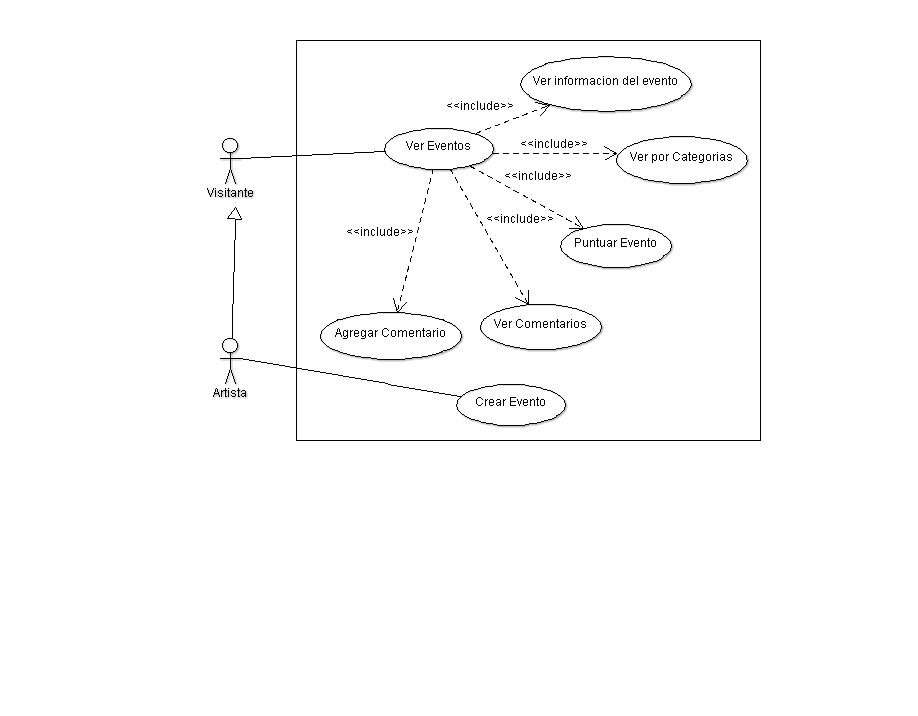 Ver informacion del evento
<<include>>
<<include>>
Ver Eventos
Ver por Categorias
<<include>>
Visitante
<<include>>
<<include>>
Puntuar Evento
Agregar Comentario
Ver Comentarios
Artista
Crear Evento